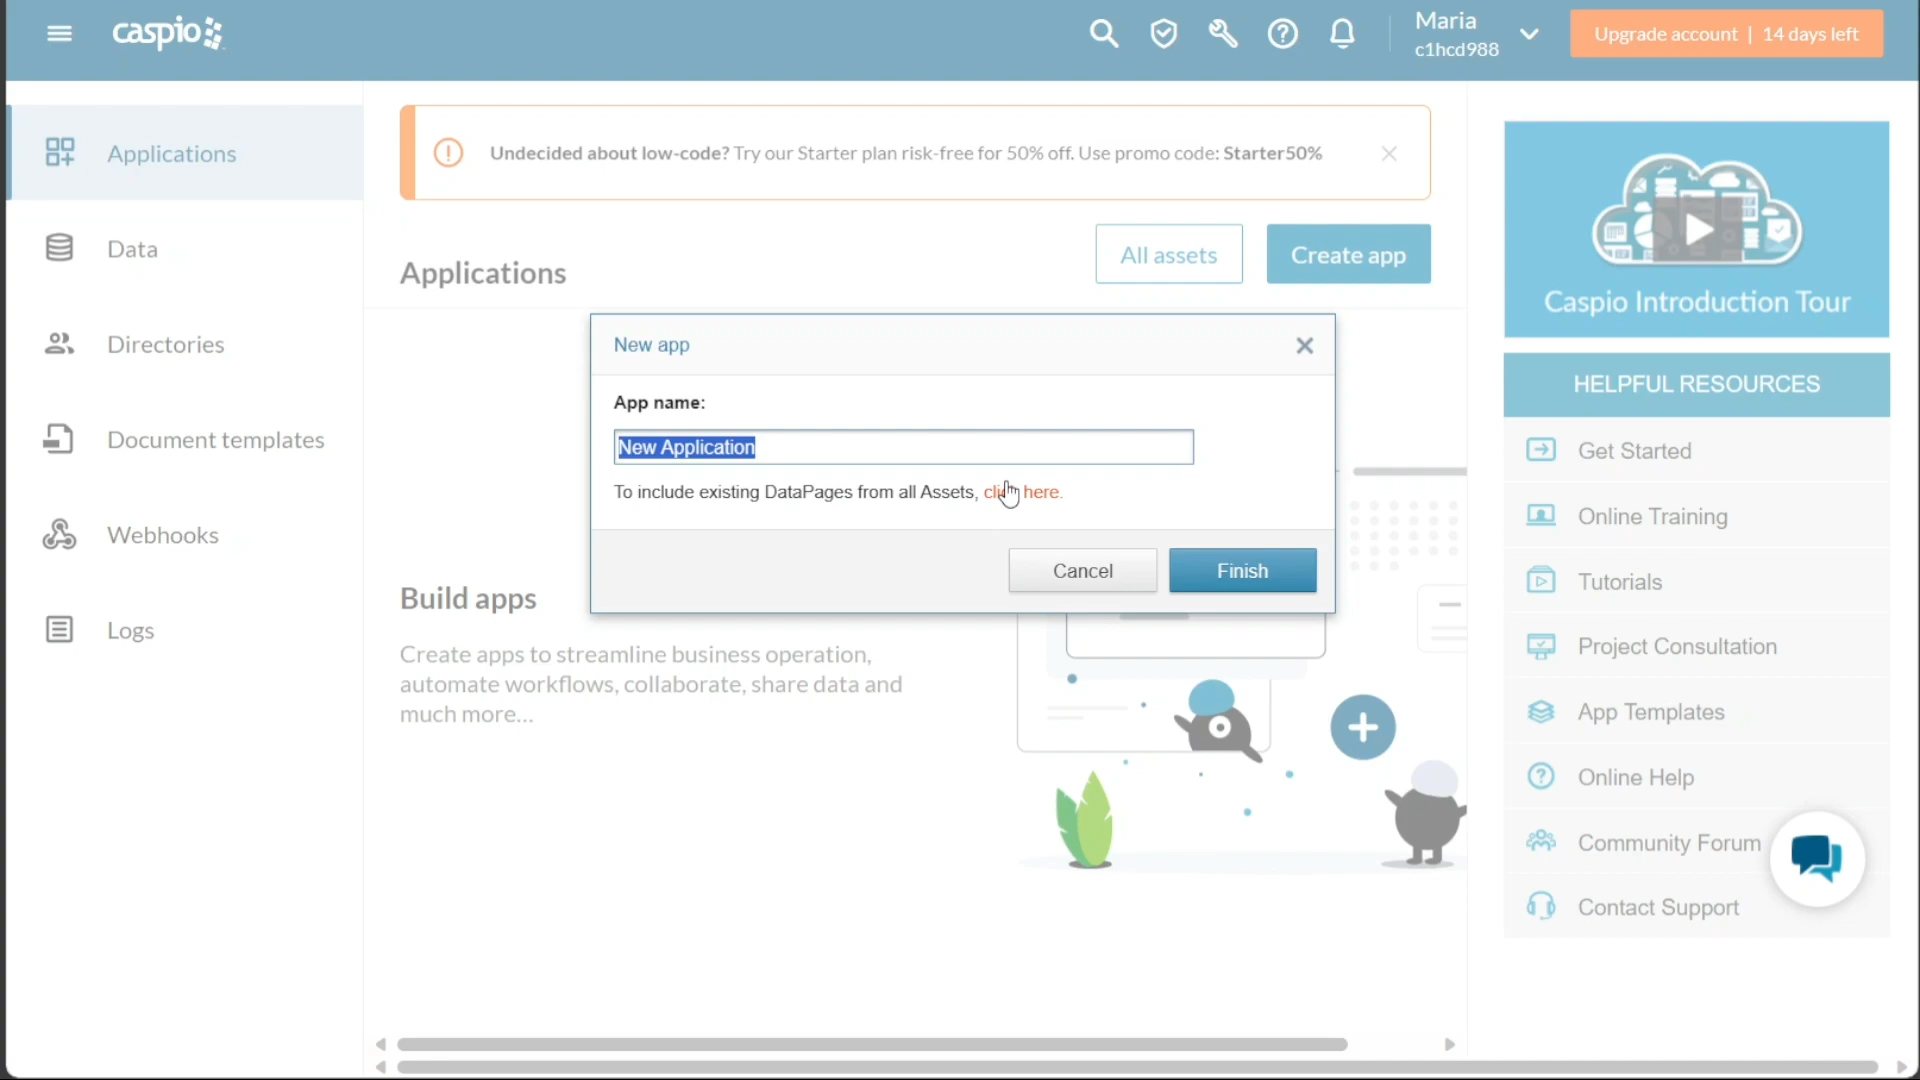 caspio
Maria
c1hcd988
Upgrade account | 14 days left
Applications
Data
Directories
Document templates
Webhooks
Logs
Undecided about low-code? Try our Starter plan risk-free for 50% off. Use promo code: Starter50%
Applications
All assets
Create app
New app
App name:
New Application
To include existing DataPages from all Assets, click here.
Cancel
Finish
Build apps
Create apps to streamline business operation,
automate workflows, collaborate, share data and
much more...
Caspio Introduction Tour
HELPFUL RESOURCES
Get Started
Online Training
Tutorials
Project Consultation
App Templates
Online Help
Community Forum
Contact Support